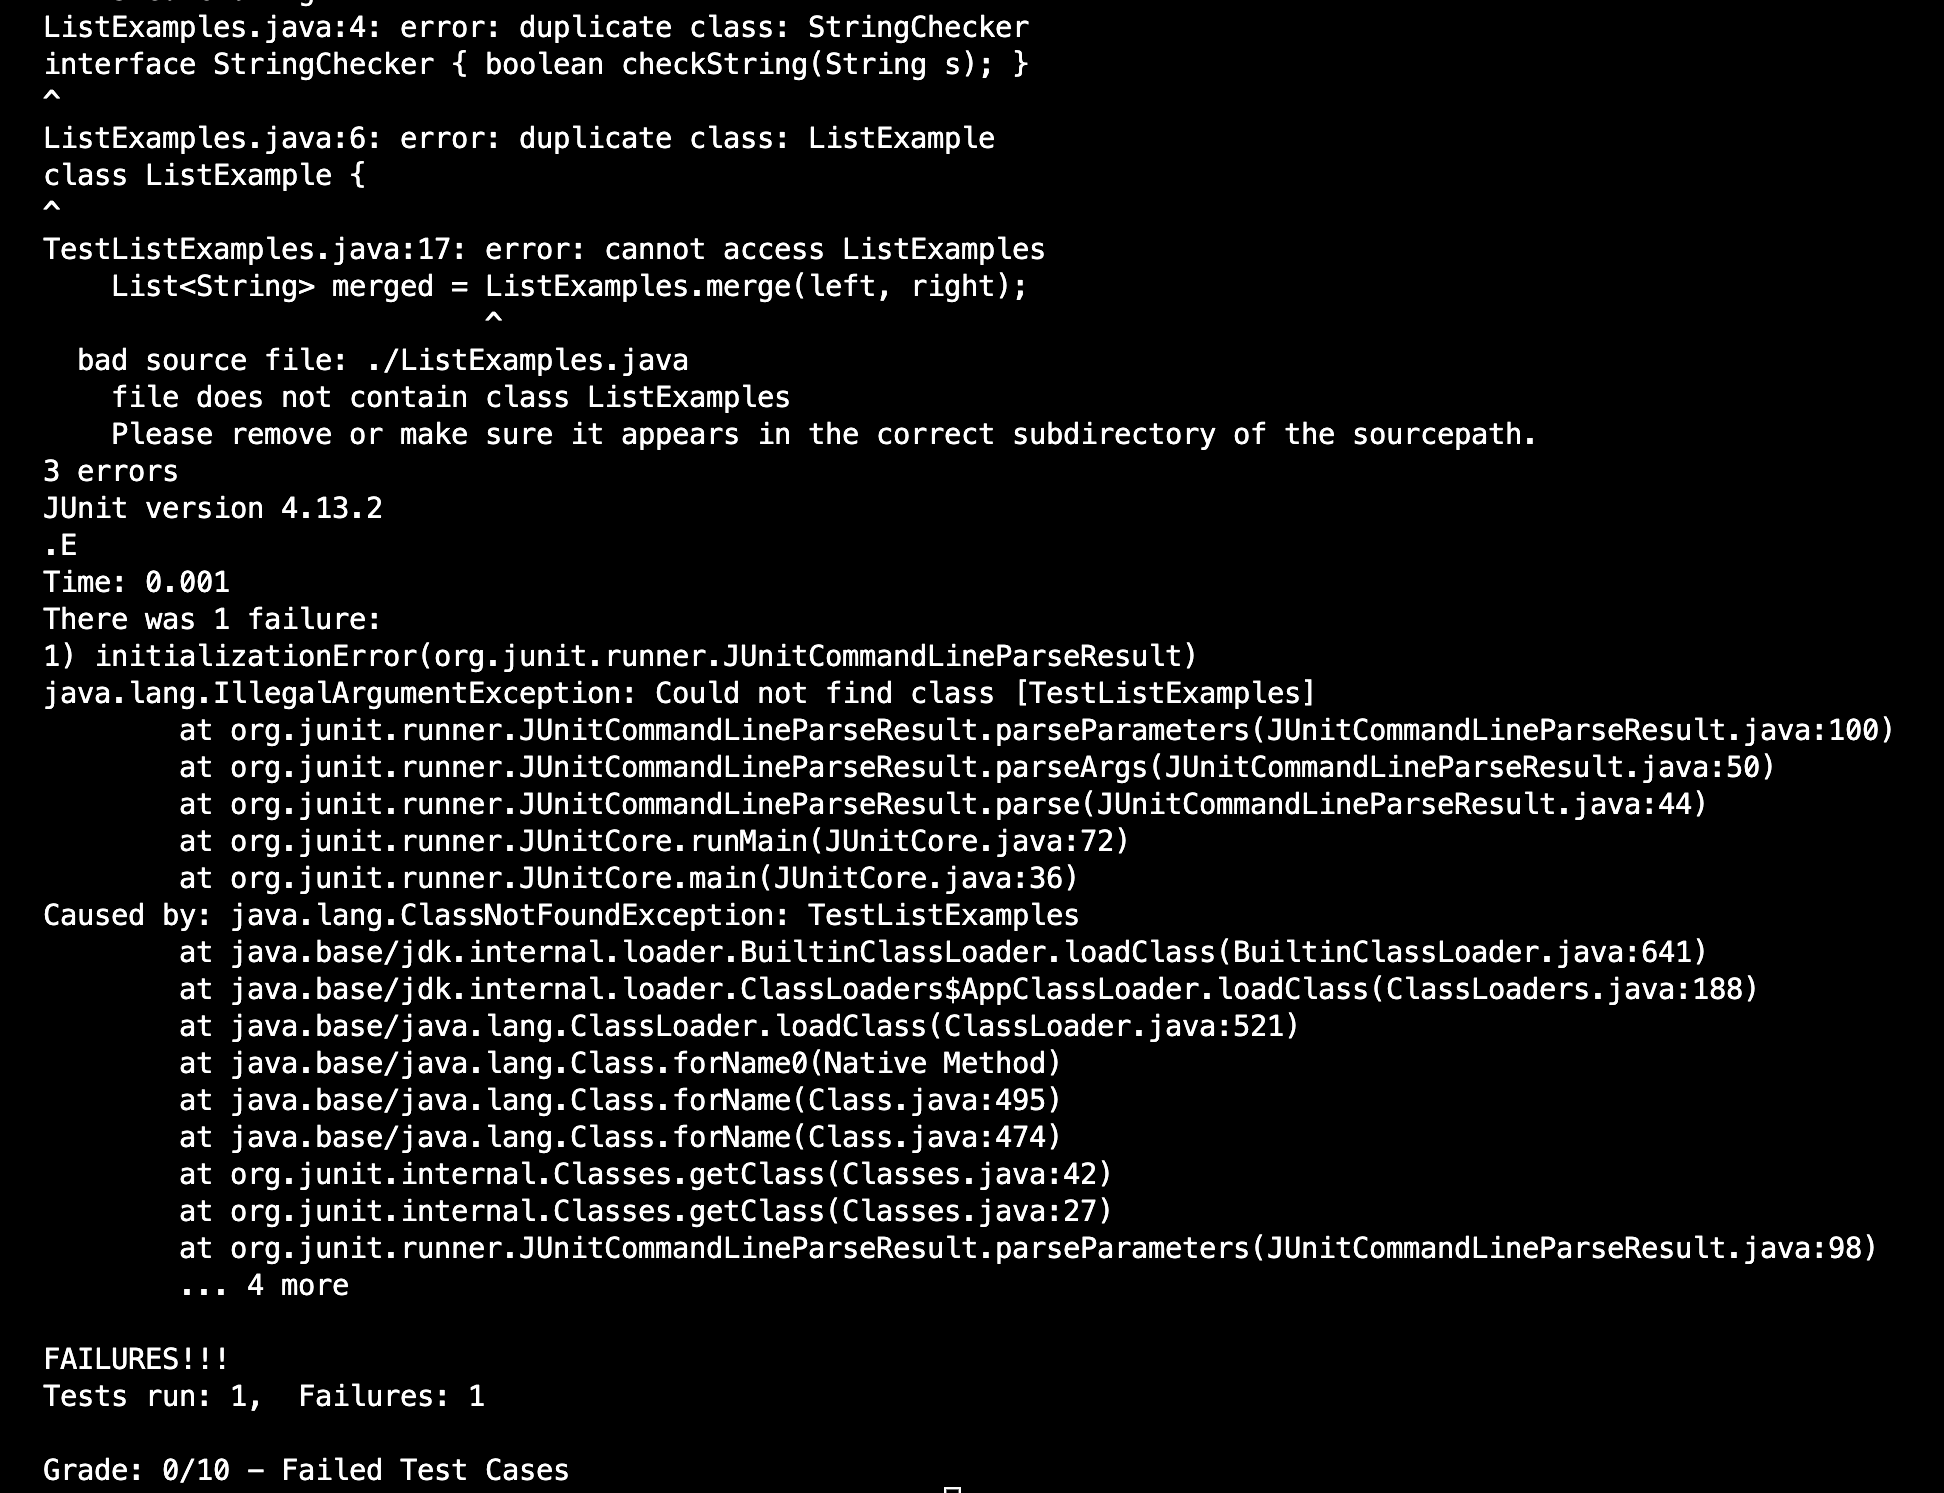 ListExamples.java:4: error: duplicate class: StringChecker
interface StringChecker { boolean checkString(String s); }
^
ListExamples.java:6: error: duplicate class: ListExample
class ListExample {
^
TestListExamples.java:17: error: cannot access ListExamples
    List<String> merged = ListExamples.merge(left, right);
                          ^
  bad source file: ./ListExamples.java
    file does not contain class ListExamples
    Please remove or make sure it appears in the correct subdirectory of the sourcepath.
3 errors
JUnit version 4.13.2
.E
Time: 0.001
There was 1 failure:
1) initializationError(org.junit.runner.JUnitCommandLineParseResult)
java.lang.IllegalArgumentException: Could not find class [TestListExamples]
        at org.junit.runner.JUnitCommandLineParseResult.parseParameters(JUnitCommandLineParseResult.java:100)
        at org.junit.runner.JUnitCommandLineParseResult.parseArgs(JUnitCommandLineParseResult.java:50)
        at org.junit.runner.JUnitCommandLineParseResult.parse(JUnitCommandLineParseResult.java:44)
        at org.junit.runner.JUnitCore.runMain(JUnitCore.java:72)
        at org.junit.runner.JUnitCore.main(JUnitCore.java:36)
Caused by: java.lang.ClassNotFoundException: TestListExamples
        at java.base/jdk.internal.loader.BuiltinClassLoader.loadClass(BuiltinClassLoader.java:641)
        at java.base/jdk.internal.loader.ClassLoaders$AppClassLoader.loadClass(ClassLoaders.java:188)
        at java.base/java.lang.ClassLoader.loadClass(ClassLoader.java:521)
        at java.base/java.lang.Class.forName0(Native Method)
        at java.base/java.lang.Class.forName(Class.java:495)
        at java.base/java.lang.Class.forName(Class.java:474)
        at org.junit.internal.Classes.getClass(Classes.java:42)
        at org.junit.internal.Classes.getClass(Classes.java:27)
        at org.junit.runner.JUnitCommandLineParseResult.parseParameters(JUnitCommandLineParseResult.java:98)
        ... 4 more

FAILURES!!!
Tests run: 1,  Failures: 1

Grade: 0/10 – Failed Test Cases